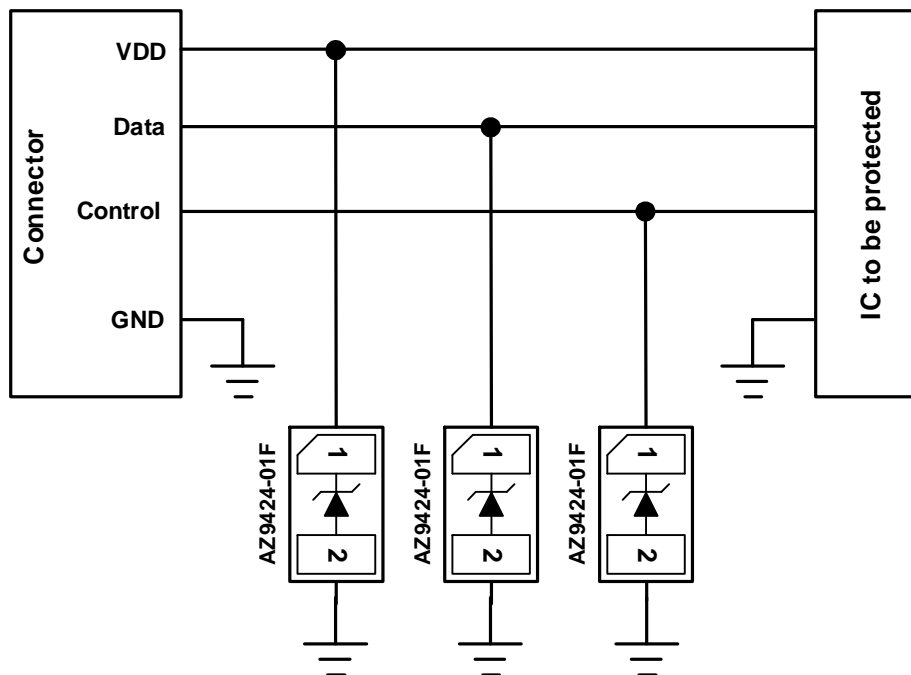 Connector
VDD
Data
Control
GND
IC to be protected
AZ9424-01F
1
2
AZ9424-01F
1
2
AZ9424-01F
1
2